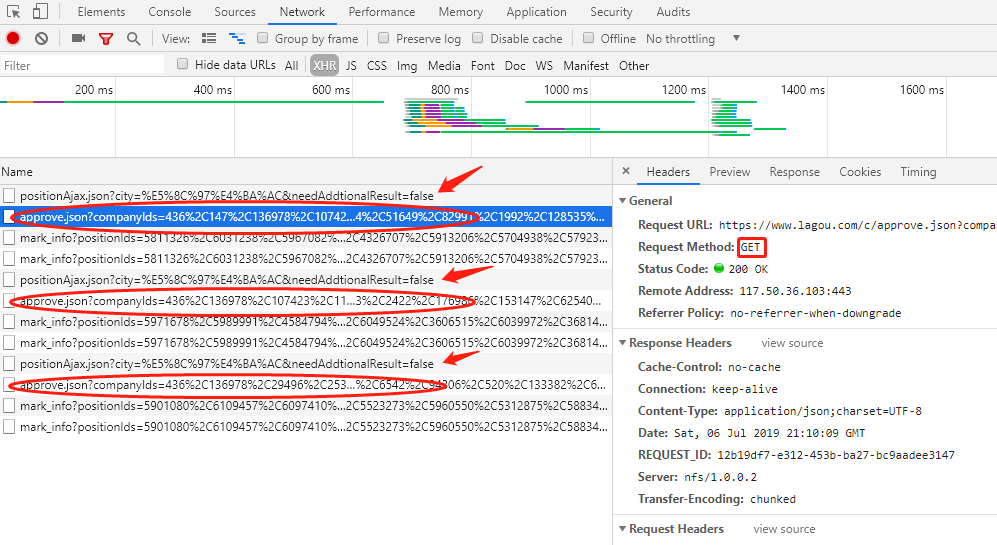 Elements Console Sources Network Performance Memory Application Security Audits
View: Group by frame Preserve log Disable cache Offline No throttling
Filter Hide data URLs All XHR JS CSS Img Media Font Doc WS Manifest Other
200 ms 400 ms 600 ms 800 ms 1000 ms 1200 ms 1400 ms 1600 ms
Name
positionAjax.json?city=%E5%8C%97%E4%BA%AC&needAddtionalResult=false
approve.json?companyIds=436%2C147%2C136978%2C10742...4%2C51649%2C82991%2C1992%2C128535%...
mark_info?positionIds=5811326%2C6031238%2C5967082%...2C4326707%2C5913206%2C5704938%2C57923...
mark_info?positionIds=5811326%2C6031238%2C5967082%...2C4326707%2C5913206%2C5704938%2C57923...
positionAjax.json?city=%E5%8C%97%E4%BA%AC&needAddtionalResult=false
approve.json?companyIds=436%2C136978%2C107423%2C11...3%2C2422%2C176986%2C153147%2C62540...
mark_info?positionIds=5971678%2C5989991%2C4584794%...2C6049524%2C3606515%2C6039972%2C36814...
mark_info?positionIds=5971678%2C5989991%2C4584794%...2C6049524%2C3606515%2C6039972%2C36814...
positionAjax.json?city=%E5%8C%97%E4%BA%AC&needAddtionalResult=false
approve.json?companyIds=436%2C136978%2C29496%2C253...%2C6542%2C94306%2C520%2C133382%2C6...
mark_info?positionIds=5901080%2C6109457%2C6097410%...2C5523273%2C5960550%2C5312875%2C58834...
mark_info?positionIds=5901080%2C6109457%2C6097410%...2C5523273%2C5960550%2C5312875%2C58834...
× Headers Preview Response Cookies Timing
General
Request URL: https://www.lagou.com/c/approve.json?compa
Request Method: GET
Status Code: 200 OK
Remote Address: 117.50.36.103:443
Referrer Policy: no-referrer-when-downgrade
Response Headers view source
Cache-Control: no-cache
Connection: keep-alive
Content-Type: application/json;charset=UTF-8
Date: Sat, 06 Jul 2019 21:10:09 GMT
REQUEST_ID: 12b19df7-e312-453b-ba27-bc9aadee3147
Server: nfs/1.0.0.2
Transfer-Encoding: chunked
Request Headers view source